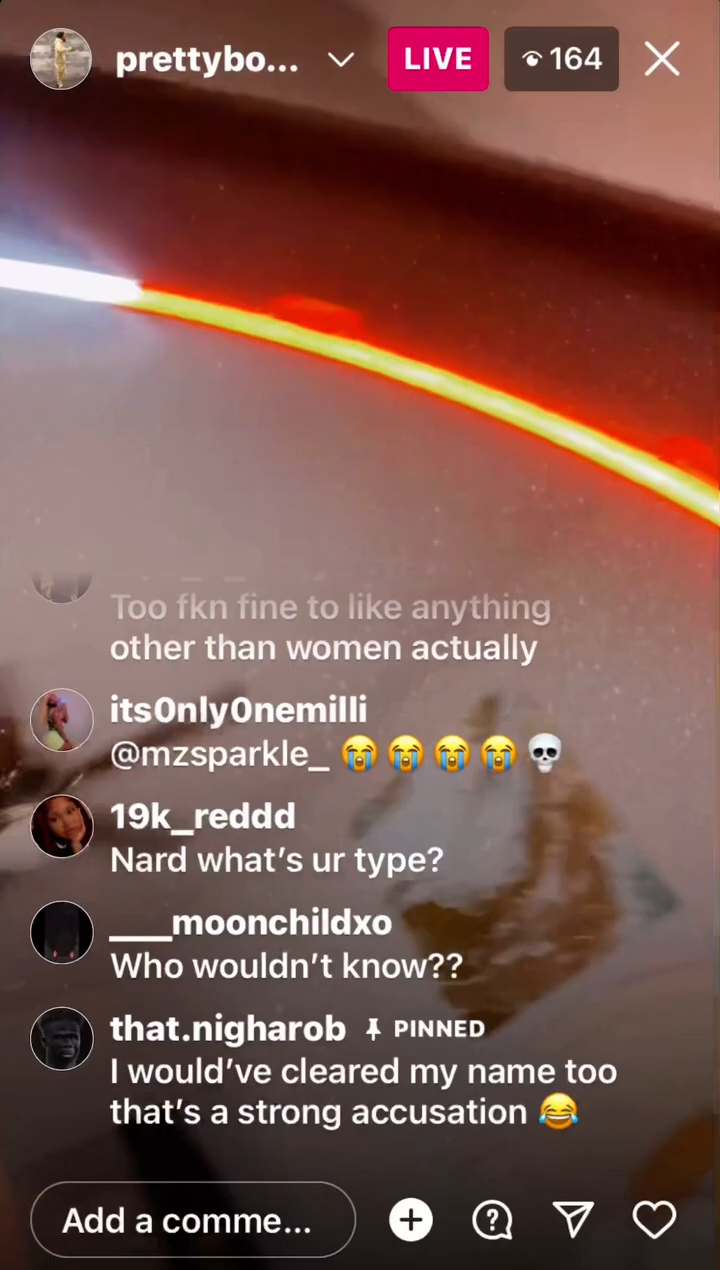 prettybo...
LIVE
164
Too fkn fine to like anything
other than women actually
its0nly0nemilli
@mzsparkle_ 😭😭😭😭💀
19k_reddd
Nard what’s ur type?
___moonchildxo
Who wouldn’t know??
that.nigharob PINNED
I would’ve cleared my name too
that’s a strong accusation 😂
Add a comme...